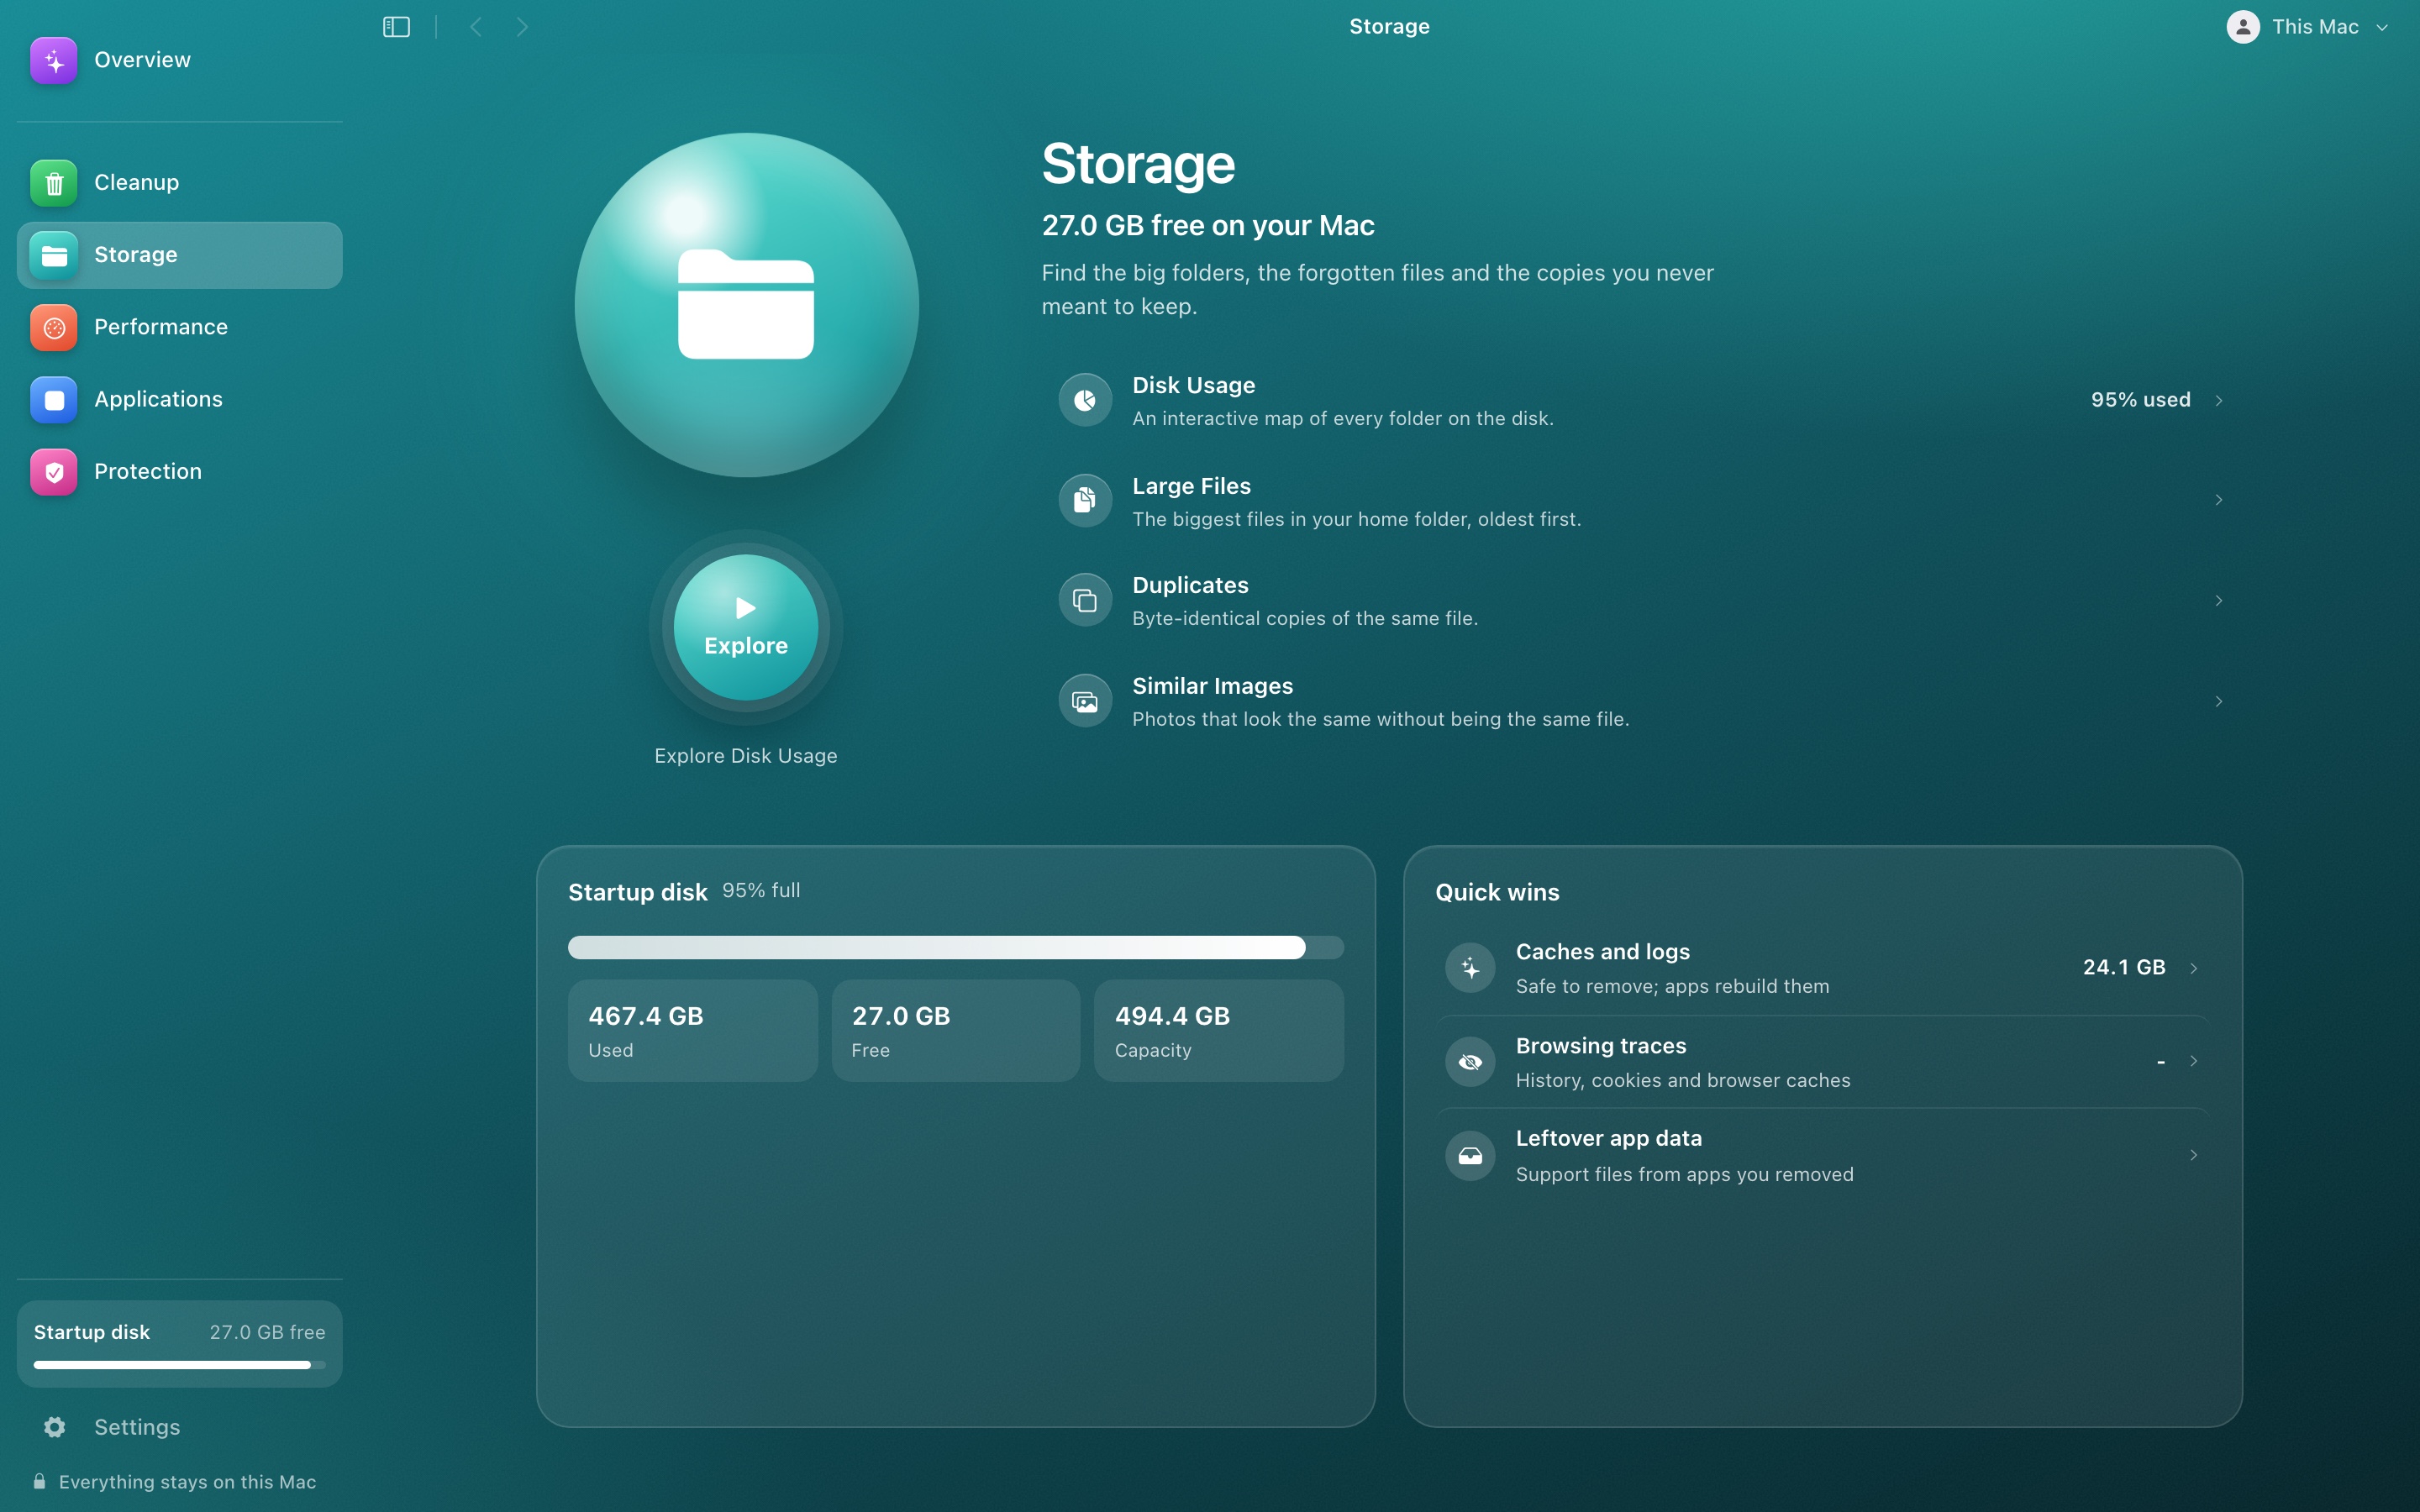 Overview
Cleanup
Storage
Performance
Applications
Protection
Startup disk 27.0 GB free
Settings
Everything stays on this Mac
Storage
This Mac
Explore
Explore Disk Usage
Storage
27.0 GB free on your Mac
Find the big folders, the forgotten files and the copies you never
meant to keep.
Disk Usage
An interactive map of every folder on the disk.
95% used
Large Files
The biggest files in your home folder, oldest first.
Duplicates
Byte-identical copies of the same file.
Similar Images
Photos that look the same without being the same file.
Startup disk 95% full
467.4 GB
Used
27.0 GB
Free
494.4 GB
Capacity
Quick wins
Caches and logs
Safe to remove; apps rebuild them
24.1 GB
Browsing traces
History, cookies and browser caches
-
Leftover app data
Support files from apps you removed